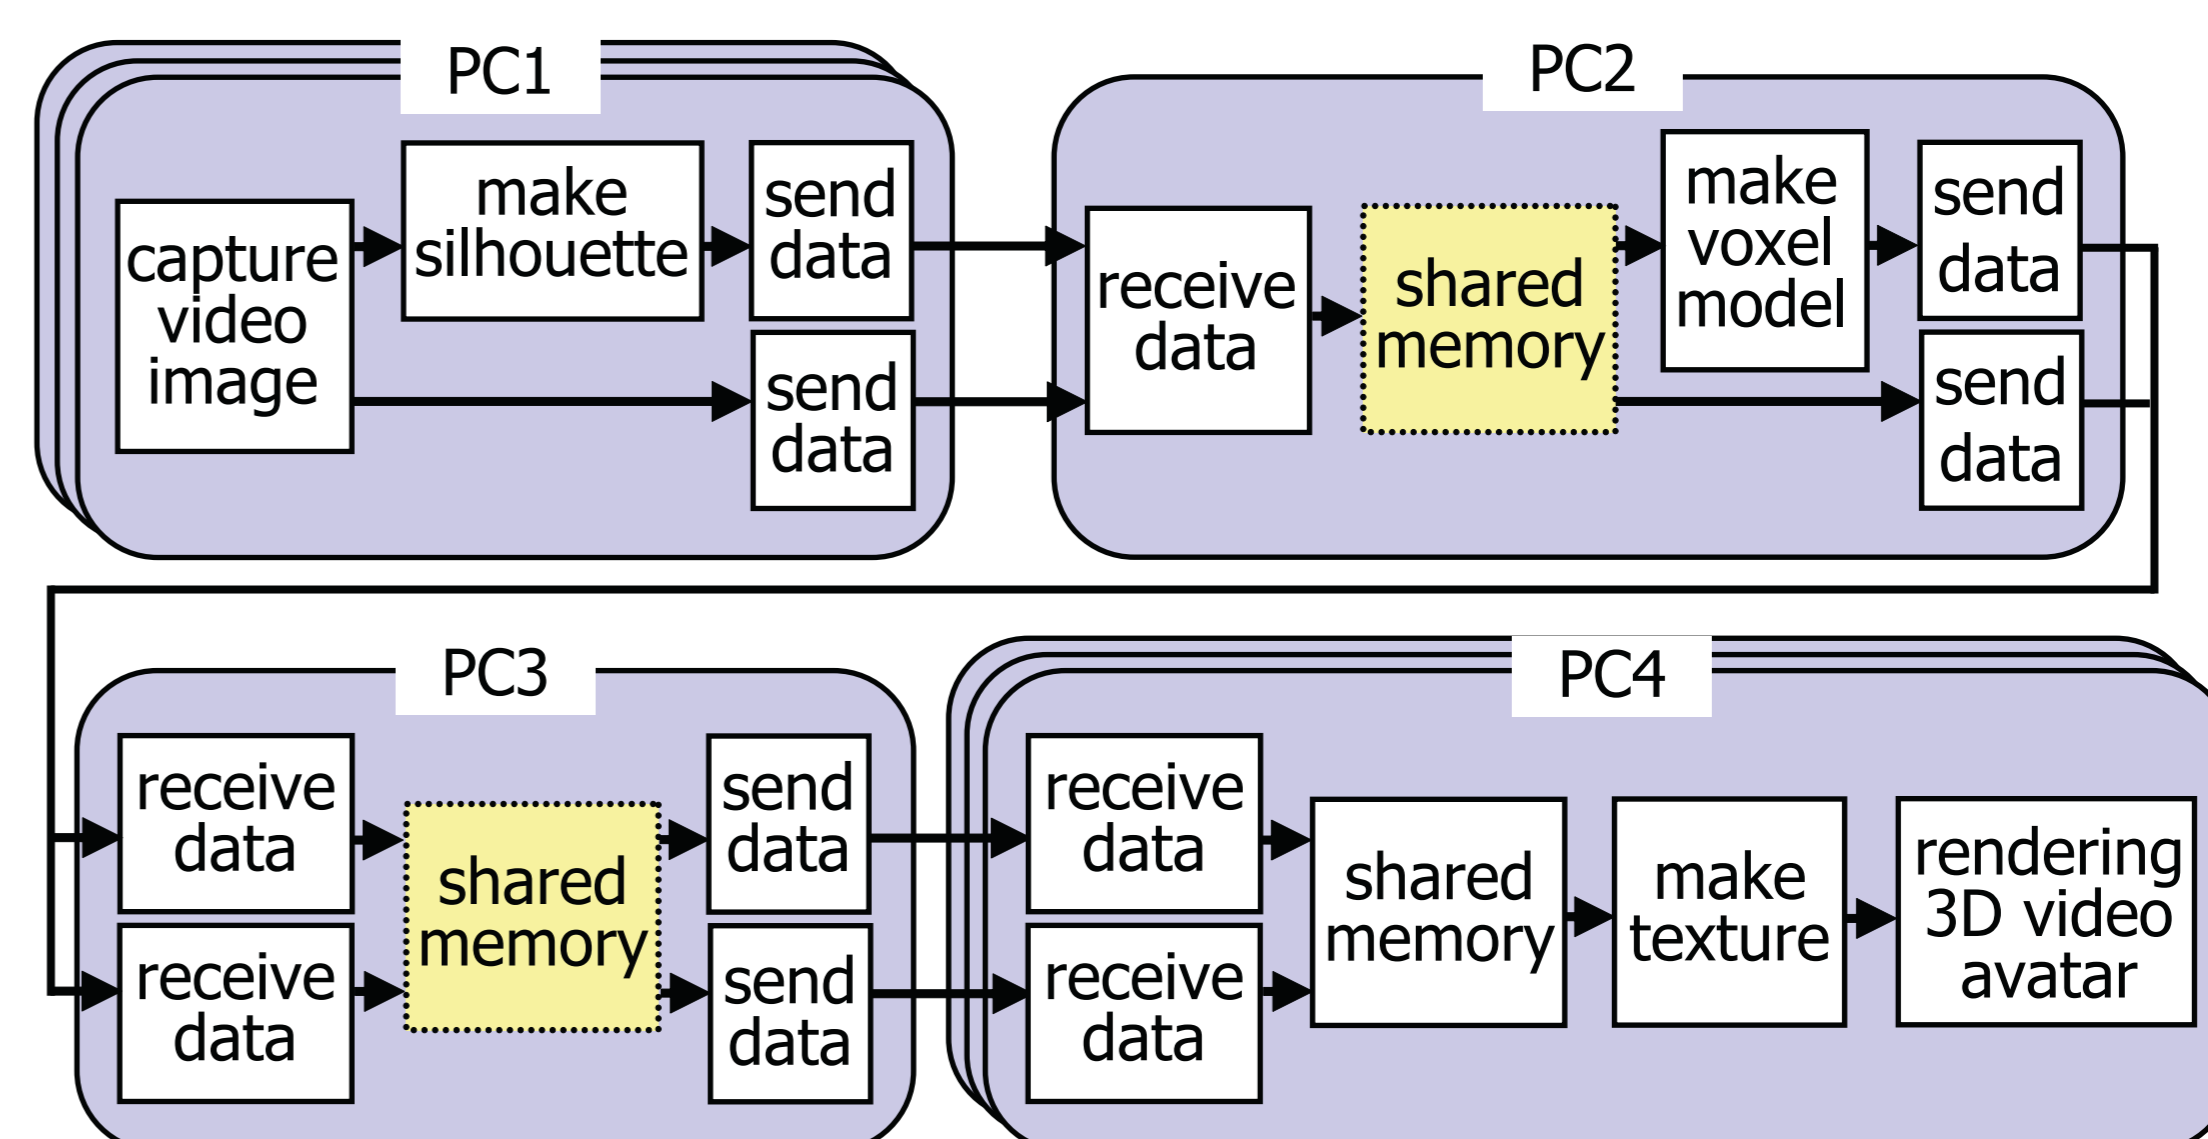 PC1
capture
video
image
make
silhouette
send
data
send
data
PC2
receive
data
shared
memory
make
voxel
model
send
data
send
data
PC3
receive
data
receive
data
shared
memory
send
data
send
data
PC4
receive
data
receive
data
shared
memory
make
texture
rendering
3D video
avatar